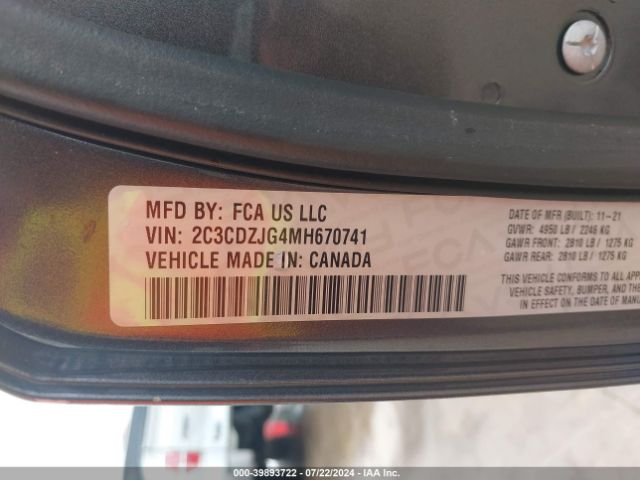 MFD BY: FCA US LLC
VIN: 2C3CDZJG4MH670741
VEHICLE MADE IN: CANADA
DATE OF MFR (BUILT): 11-21
GVWR: 4950 LB / 2246 KG
GAWR FRONT: 2810 LB / 1275 KG
GAWR REAR: 2810 LB / 1275 KG
THIS VEHICLE CONFORMS TO ALL APP
VEHICLE SAFETY, BUMPER, AND THE
IN EFFECT ON THE DATE OF MANU
000-39893722 - 07/22/2024 - IAA Inc.